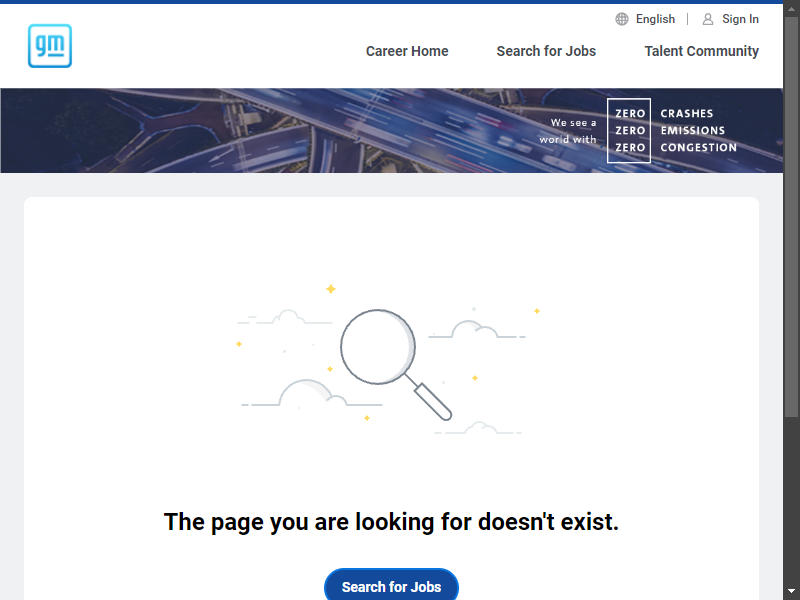 English | Sign In
gm
Career Home Search for Jobs Talent Community
We see a
world with
ZERO CRASHES
ZERO EMISSIONS
ZERO CONGESTION
The page you are looking for doesn't exist.
Search for Jobs